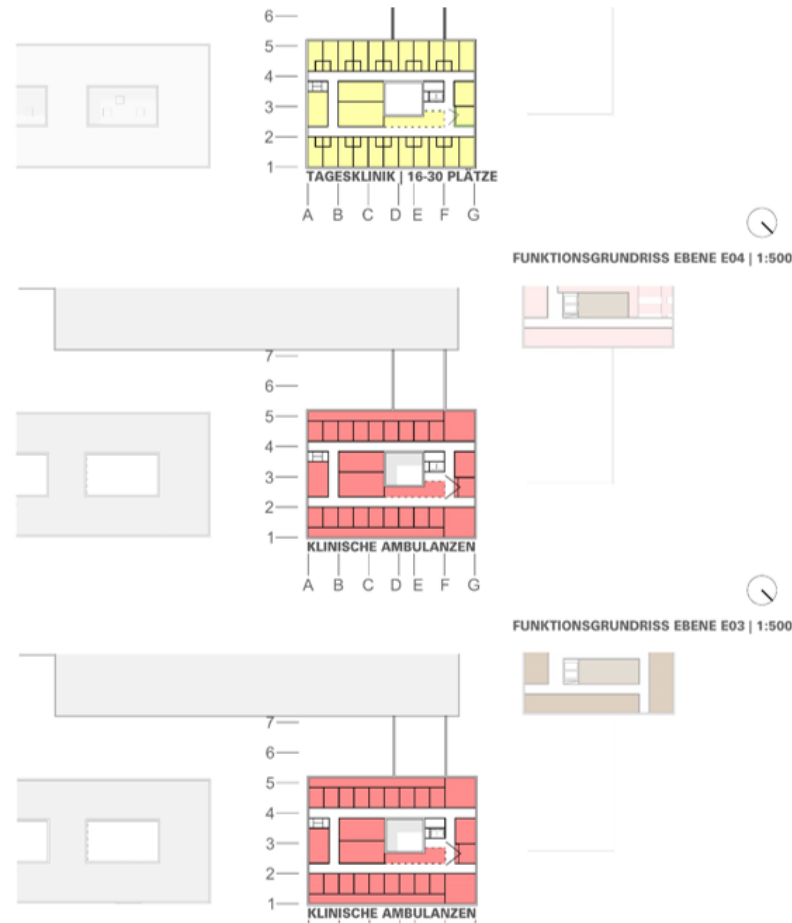 6
5
4
3
2
1
TAGESKLINIK | 16-30 PLÄTZE
A B C D E F G
FUNKTIONSGRUNDRISS EBENE E04 | 1:500
7
6
5
4
3
2
1
KLINISCHE AMBULANZEN
A B C D E F G
FUNKTIONSGRUNDRISS EBENE E03 | 1:500
7
6
5
4
3
2
1
KLINISCHE AMBULANZEN